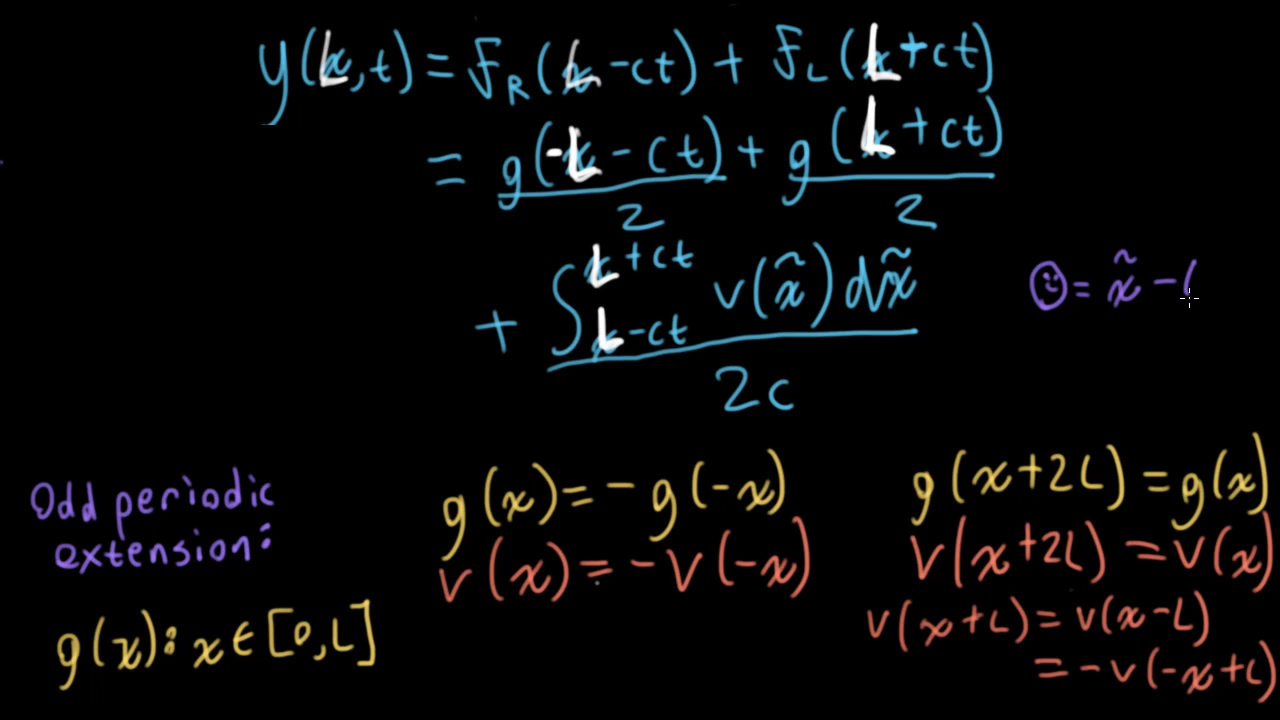 y(L,t) = F_R(L-ct) + F_L(L+ct)
= g(-L-ct)/2 + g(L+ct)/2
+ ∫_{L-ct}^{L+ct} v(x̃)dx̃ / 2c
☺ = x̃ - (
Odd periodic extension:
g(x) = -g(-x)
g(x+2L) = g(x)
v(x) = -v(-x)
v(x+2L) = v(x)
g(x): x ∈ [0,L]
v(x+L) = v(x-L)
= -v(-x+L)